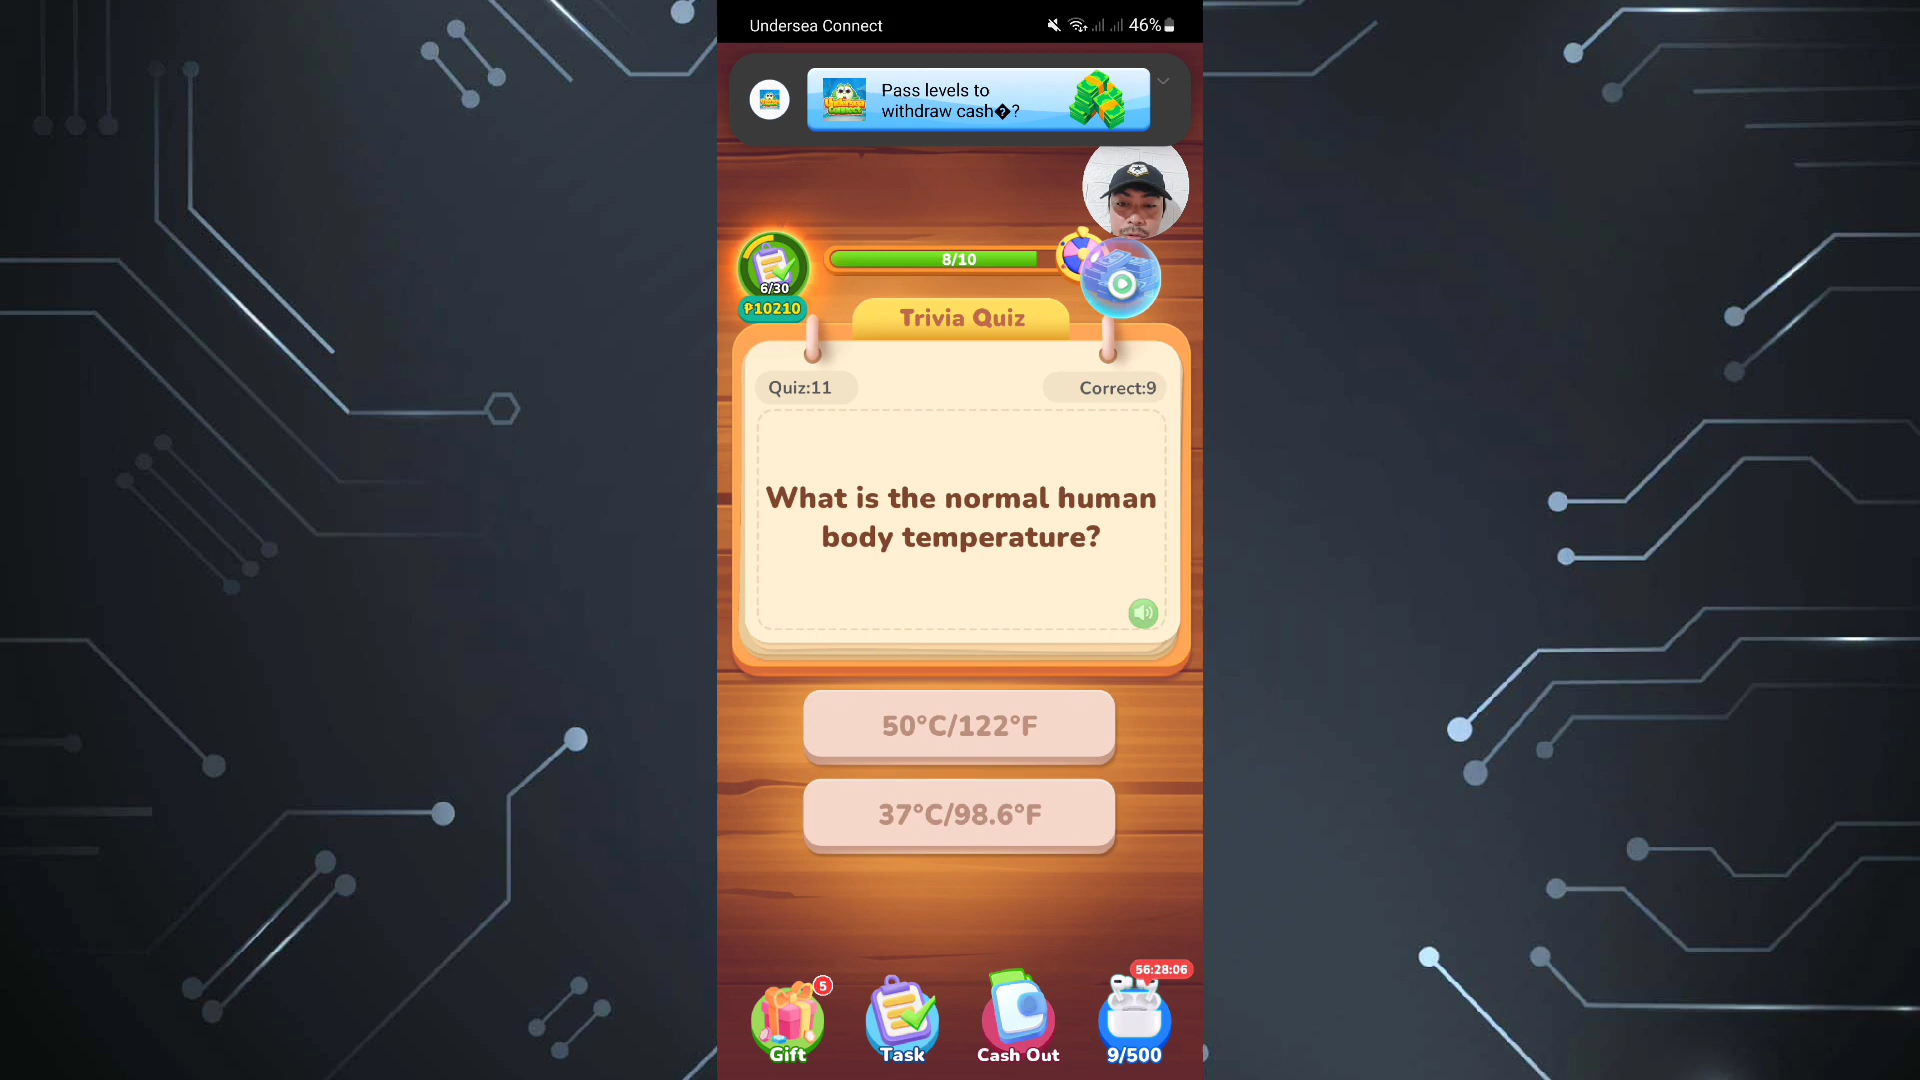 Undersea Connect
46%
Pass levels to
withdraw cash�?
Undersea
Connect
8/10
6/30
₱10210
Trivia Quiz
Quiz:11
Correct:9
What is the normal human
body temperature?
50°C/122°F
37°C/98.6°F
56:28:06
5
Gift
Task
Cash Out
9/500